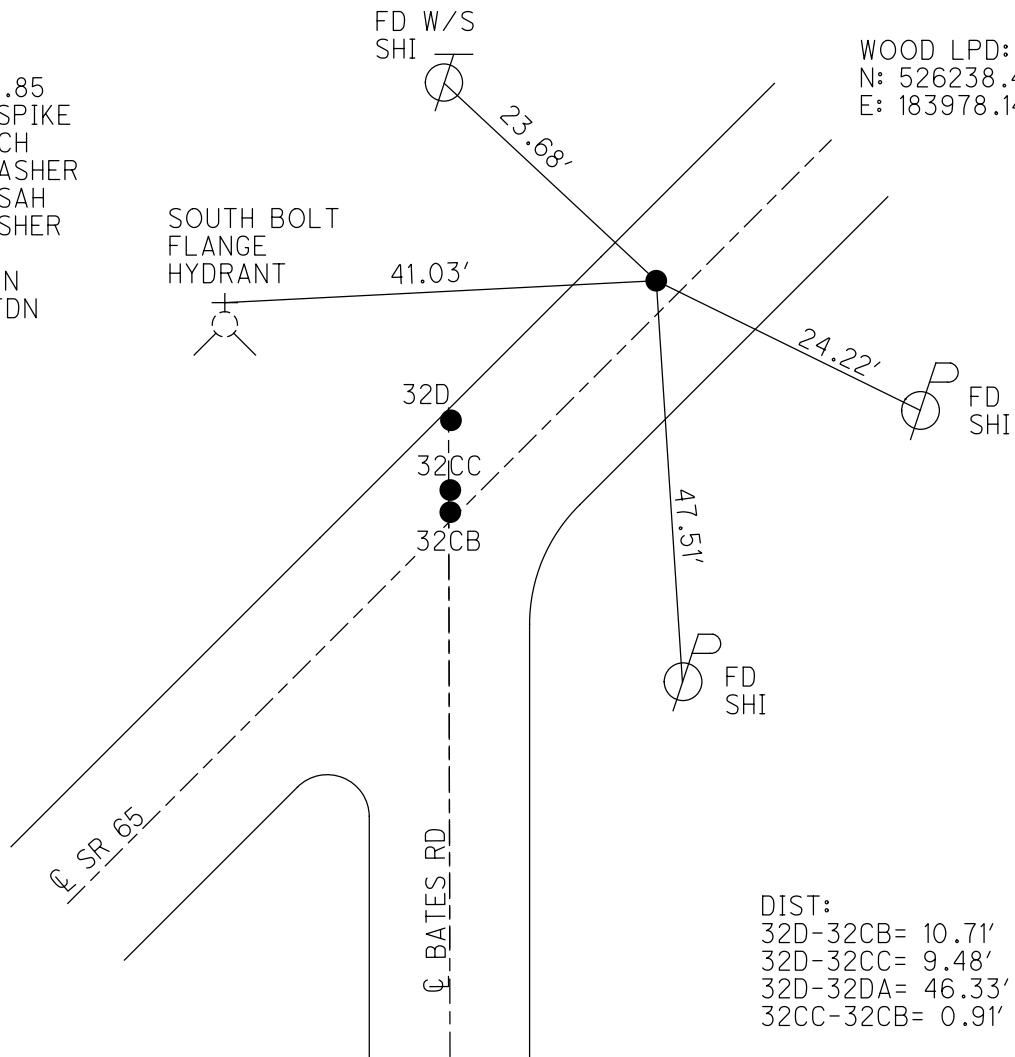 FD W/S
SHI
WOOD LPD:
N: 526238.4
E: 183978.14
.85
SPIKE
CH
ASHER
SAH
SHER
N
TDN
23.68'
SOUTH BOLT
FLANGE
HYDRANT
41.03'
24.22'
FD
SHI
32D
32CC
32CB
47.51'
FD
SHI
℄ SR 65
℄ BATES RD
DIST:
32D-32CB= 10.71'
32D-32CC= 9.48'
32D-32DA= 46.33'
32CC-32CB= 0.91'